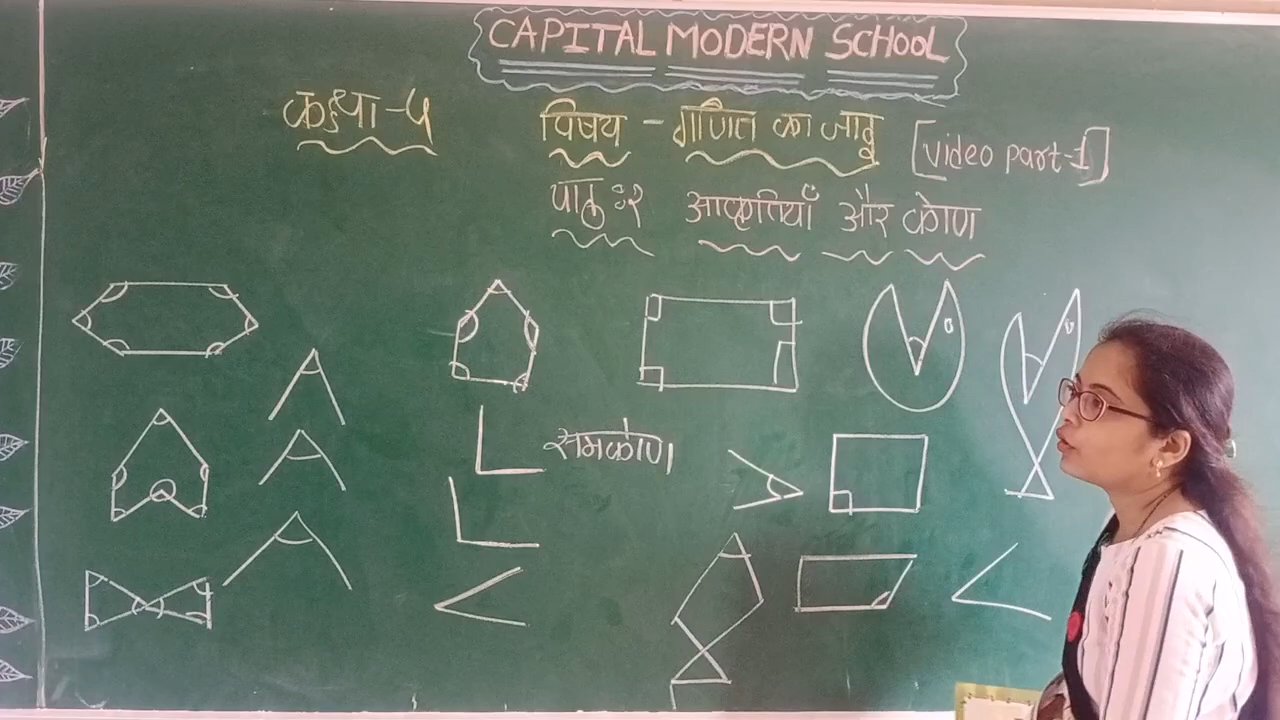 CAPITAL MODERN SCHOOL
कक्षा-५ विषय - गणित का जादू [video part-1]
पाठ :२ आकृतियाँ और कोण
समकोण